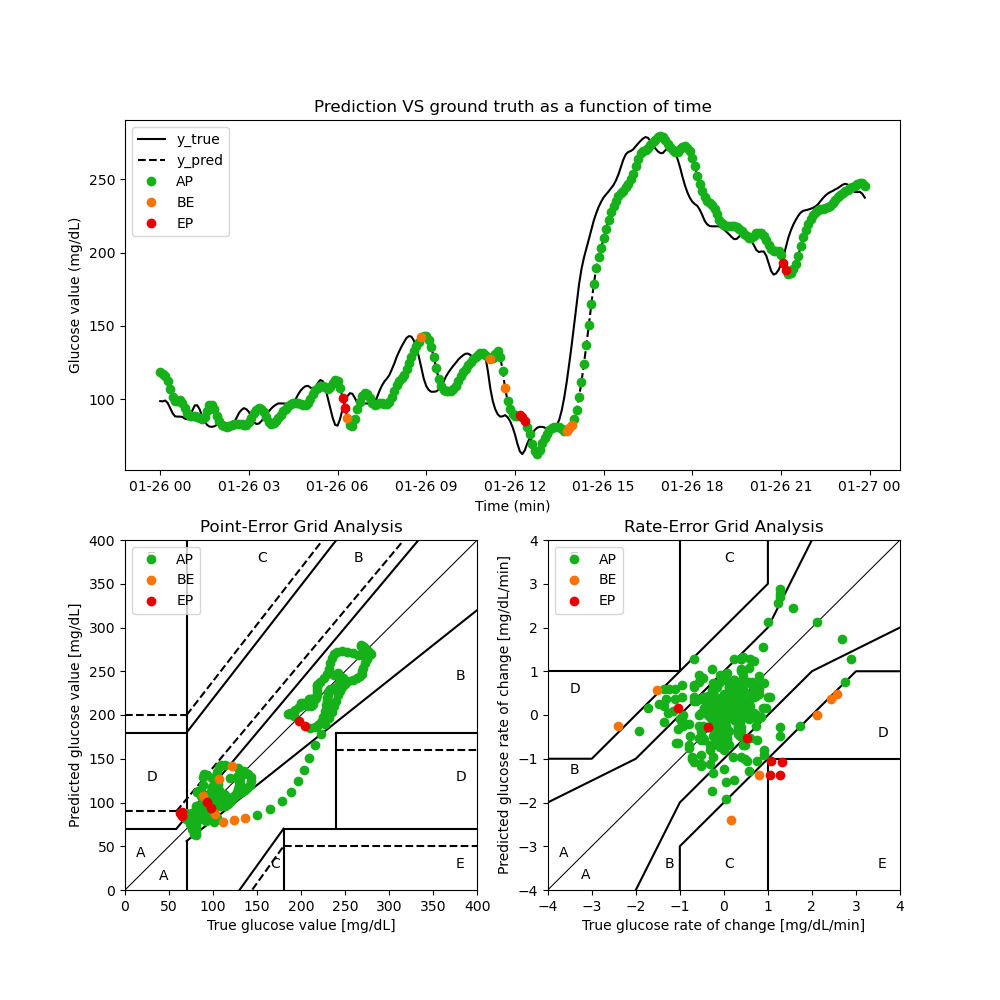 Prediction VS ground truth as a function of time
Glucose value (mg/dL)
250
200
150
100
y_true
y_pred
AP
BE
EP
01-26 00 01-26 03 01-26 06 01-26 09 01-26 12 01-26 15 01-26 18 01-26 21 01-27 00
Time (min)
Point-Error Grid Analysis
Predicted glucose value [mg/dL]
400
350
300
250
200
150
100
50
0
AP
BE
EP
C
B
B
D
D
A
A
C
E
0 50 100 150 200 250 300 350 400
True glucose value [mg/dL]
Rate-Error Grid Analysis
Predicted glucose rate of change [mg/dL/min]
4
3
2
1
0
−1
−2
−3
−4
AP
BE
EP
C
D
D
B
A
A
B
C
E
−4 −3 −2 −1 0 1 2 3 4
True glucose rate of change [mg/dL/min]